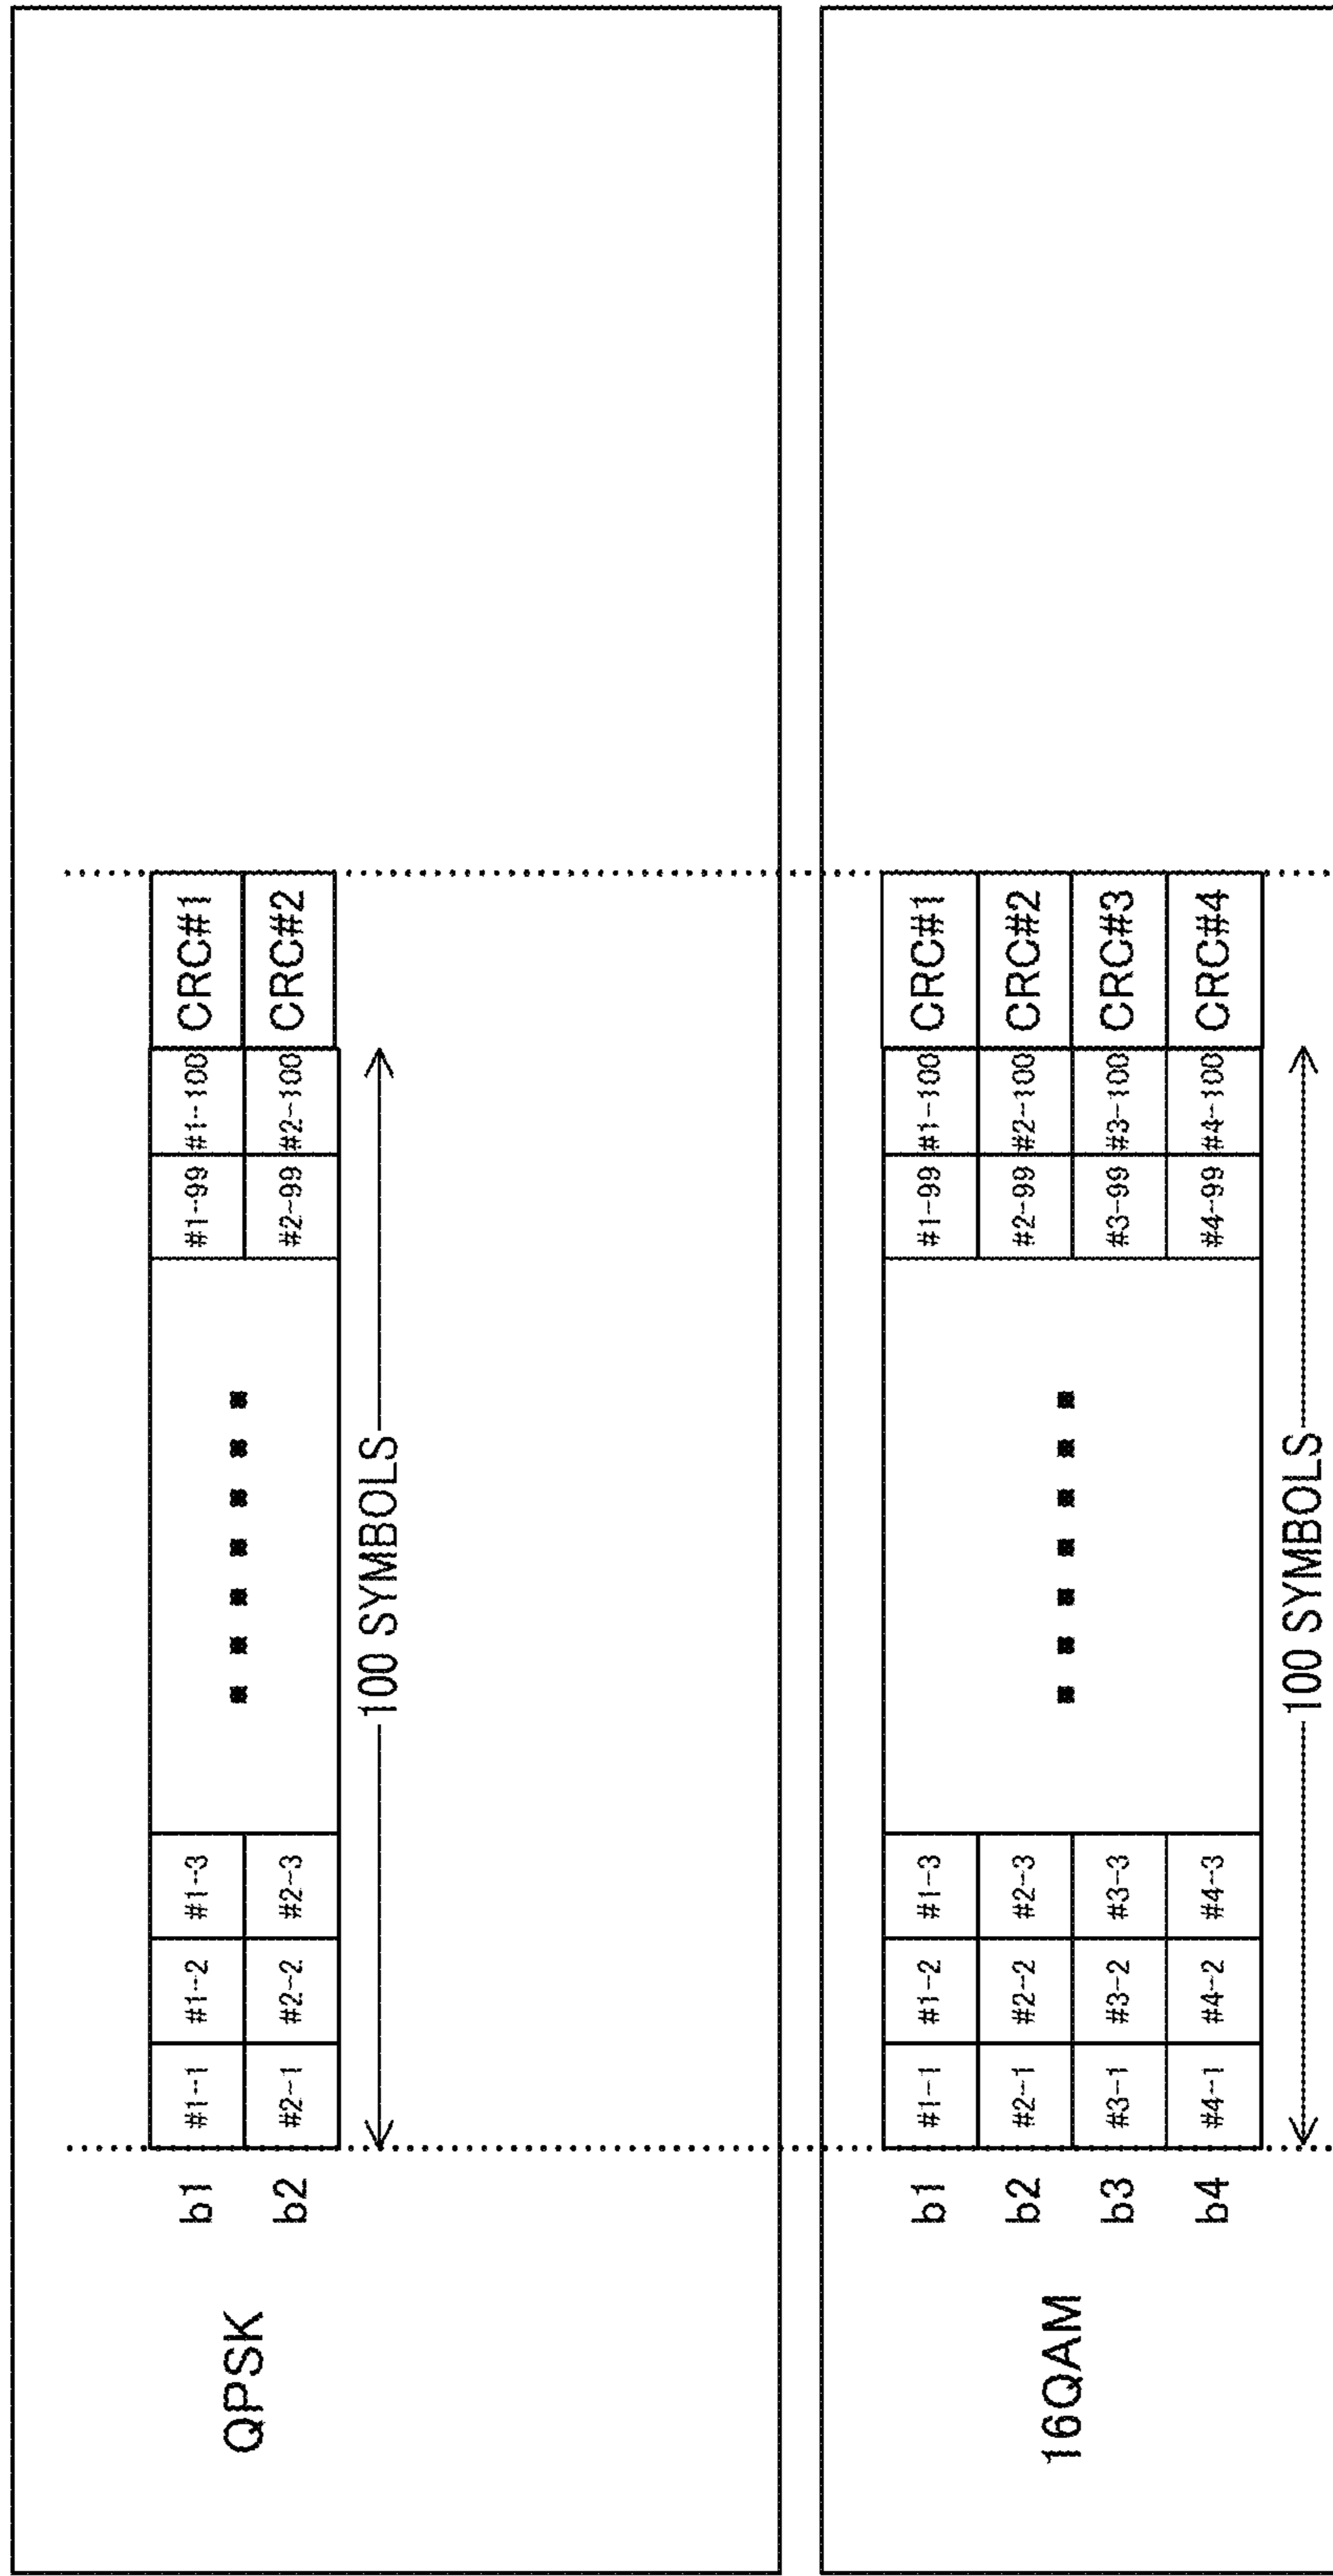 QPSK
b1 #1-1 #1-2 #1-3 #1-99 #1-100 CRC#1
b2 #2-1 #2-2 #2-3 #2-99 #2-100 CRC#2
100 SYMBOLS
16QAM
b1 #1-1 #1-2 #1-3 #1-99 #1-100 CRC#1
b2 #2-1 #2-2 #2-3 #2-99 #2-100 CRC#2
b3 #3-1 #3-2 #3-3 #3-99 #3-100 CRC#3
b4 #4-1 #4-2 #4-3 #4-99 #4-100 CRC#4
100 SYMBOLS